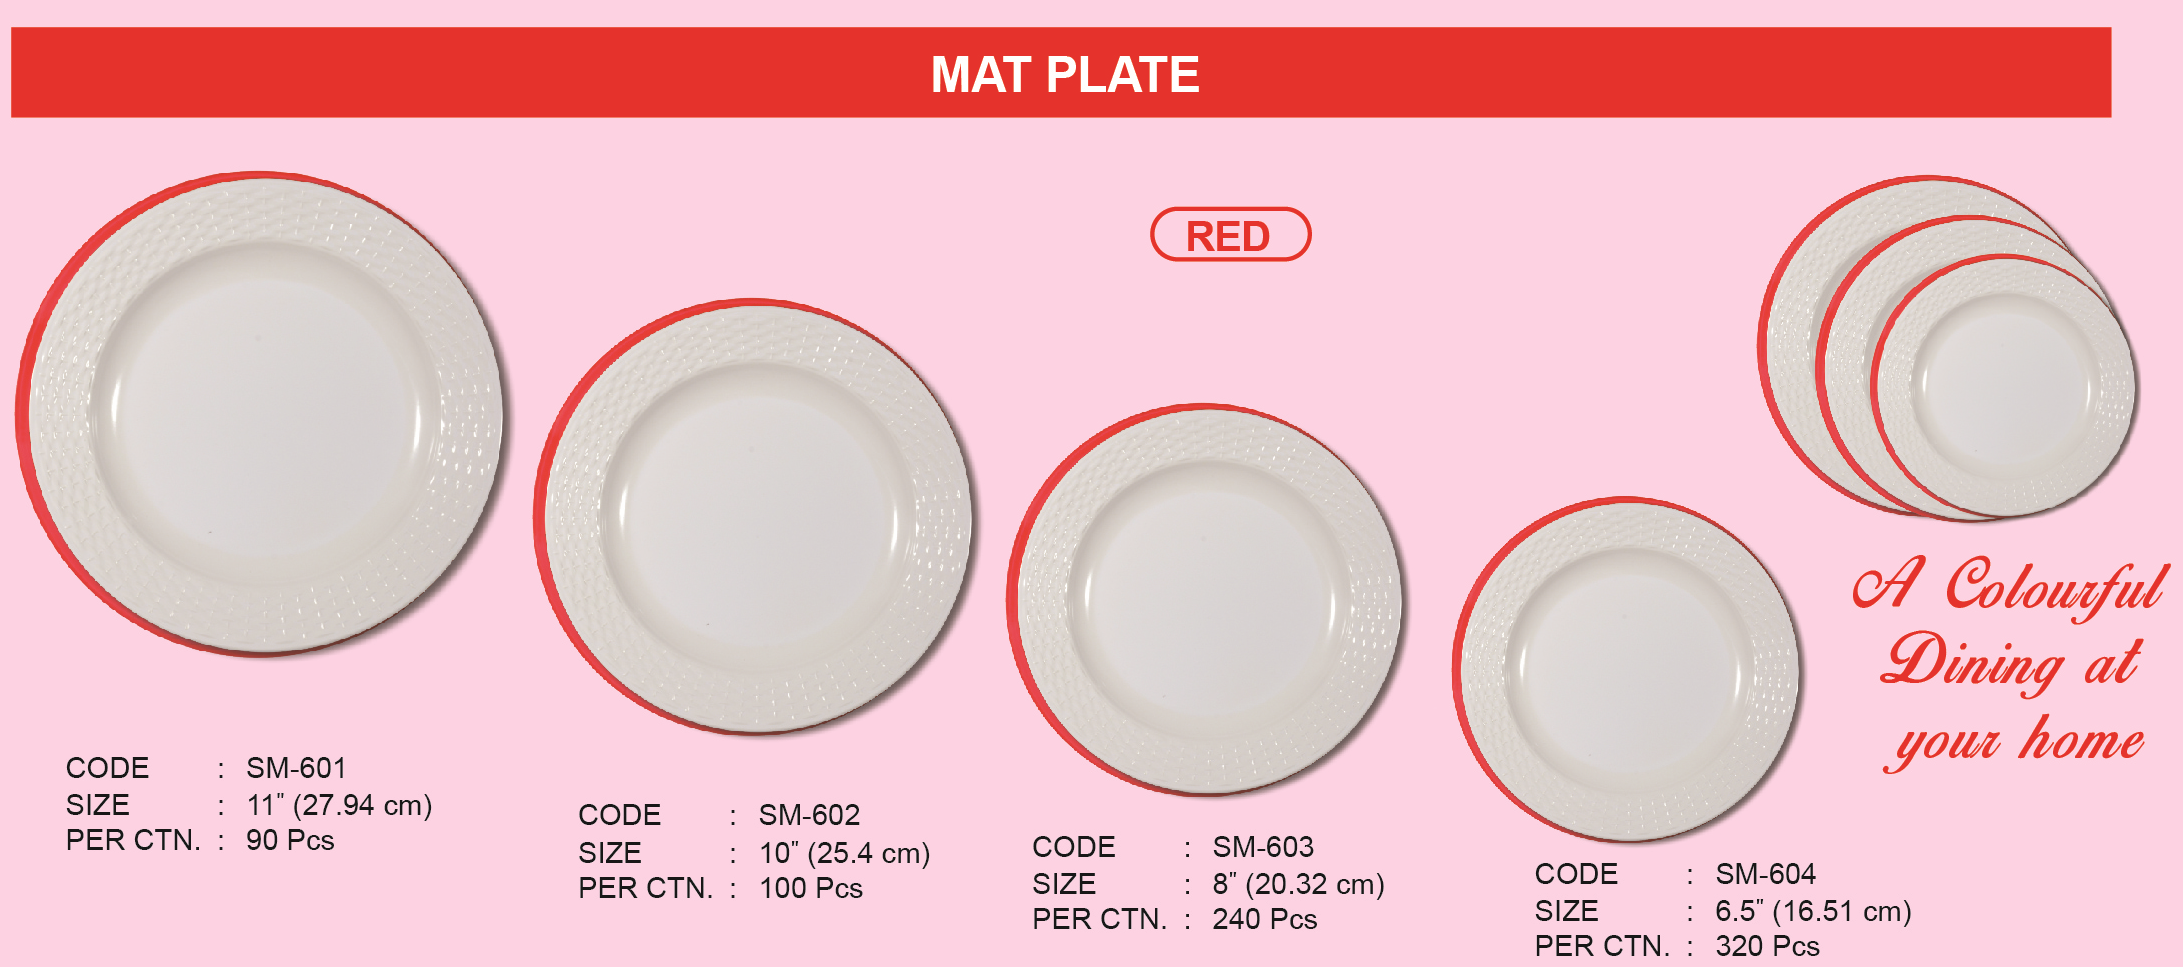 MAT PLATE
RED
A Colourful
Dining at
your home
CODE : SM-601
SIZE : 11" (27.94 cm)
PER CTN. : 90 Pcs
CODE : SM-602
SIZE : 10" (25.4 cm)
PER CTN. : 100 Pcs
CODE : SM-603
SIZE : 8" (20.32 cm)
PER CTN. : 240 Pcs
CODE : SM-604
SIZE : 6.5" (16.51 cm)
PER CTN. : 320 Pcs